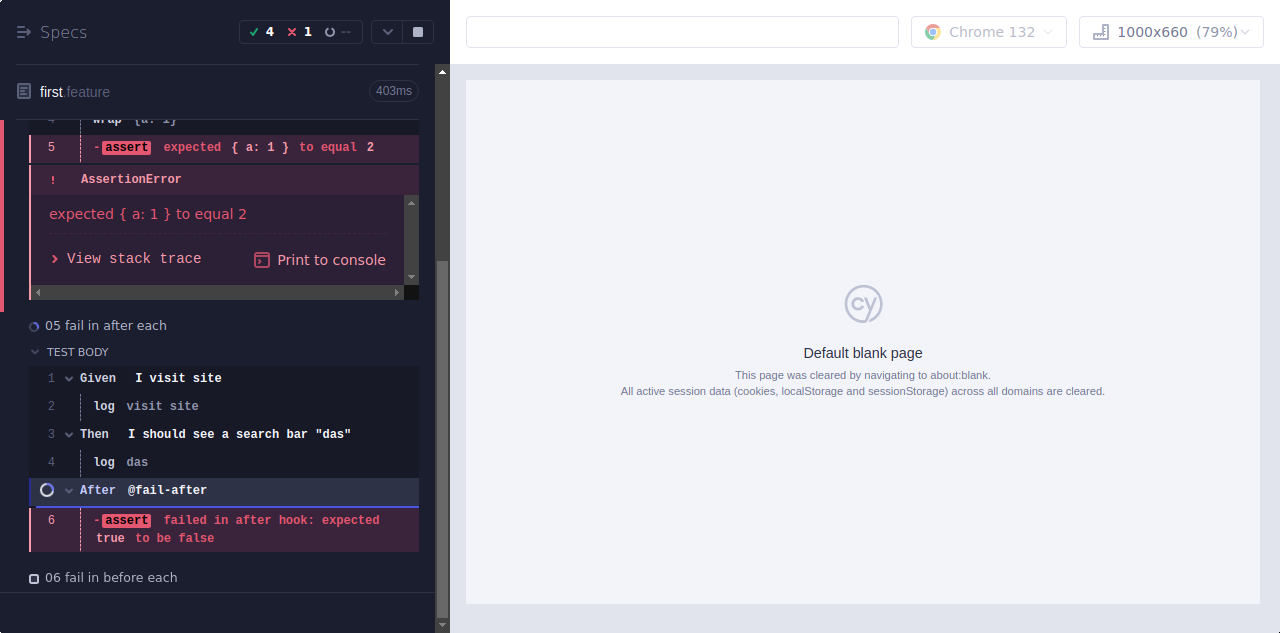 Specs
4
1
--
Chrome 132
1000x660 (79%)
first.feature
403ms
4 wrap {a: 1}
5 -assert expected { a: 1 } to equal 2
! AssertionError
expected { a: 1 } to equal 2
View stack trace
Print to console
05 fail in after each
TEST BODY
1 Given I visit site
2 log visit site
3 Then I should see a search bar "das"
4 log das
After @fail-after
6 -assert failed in after hook: expected
true to be false
06 fail in before each
cy
Default blank page
This page was cleared by navigating to about:blank.
All active session data (cookies, localStorage and sessionStorage) across all domains are cleared.